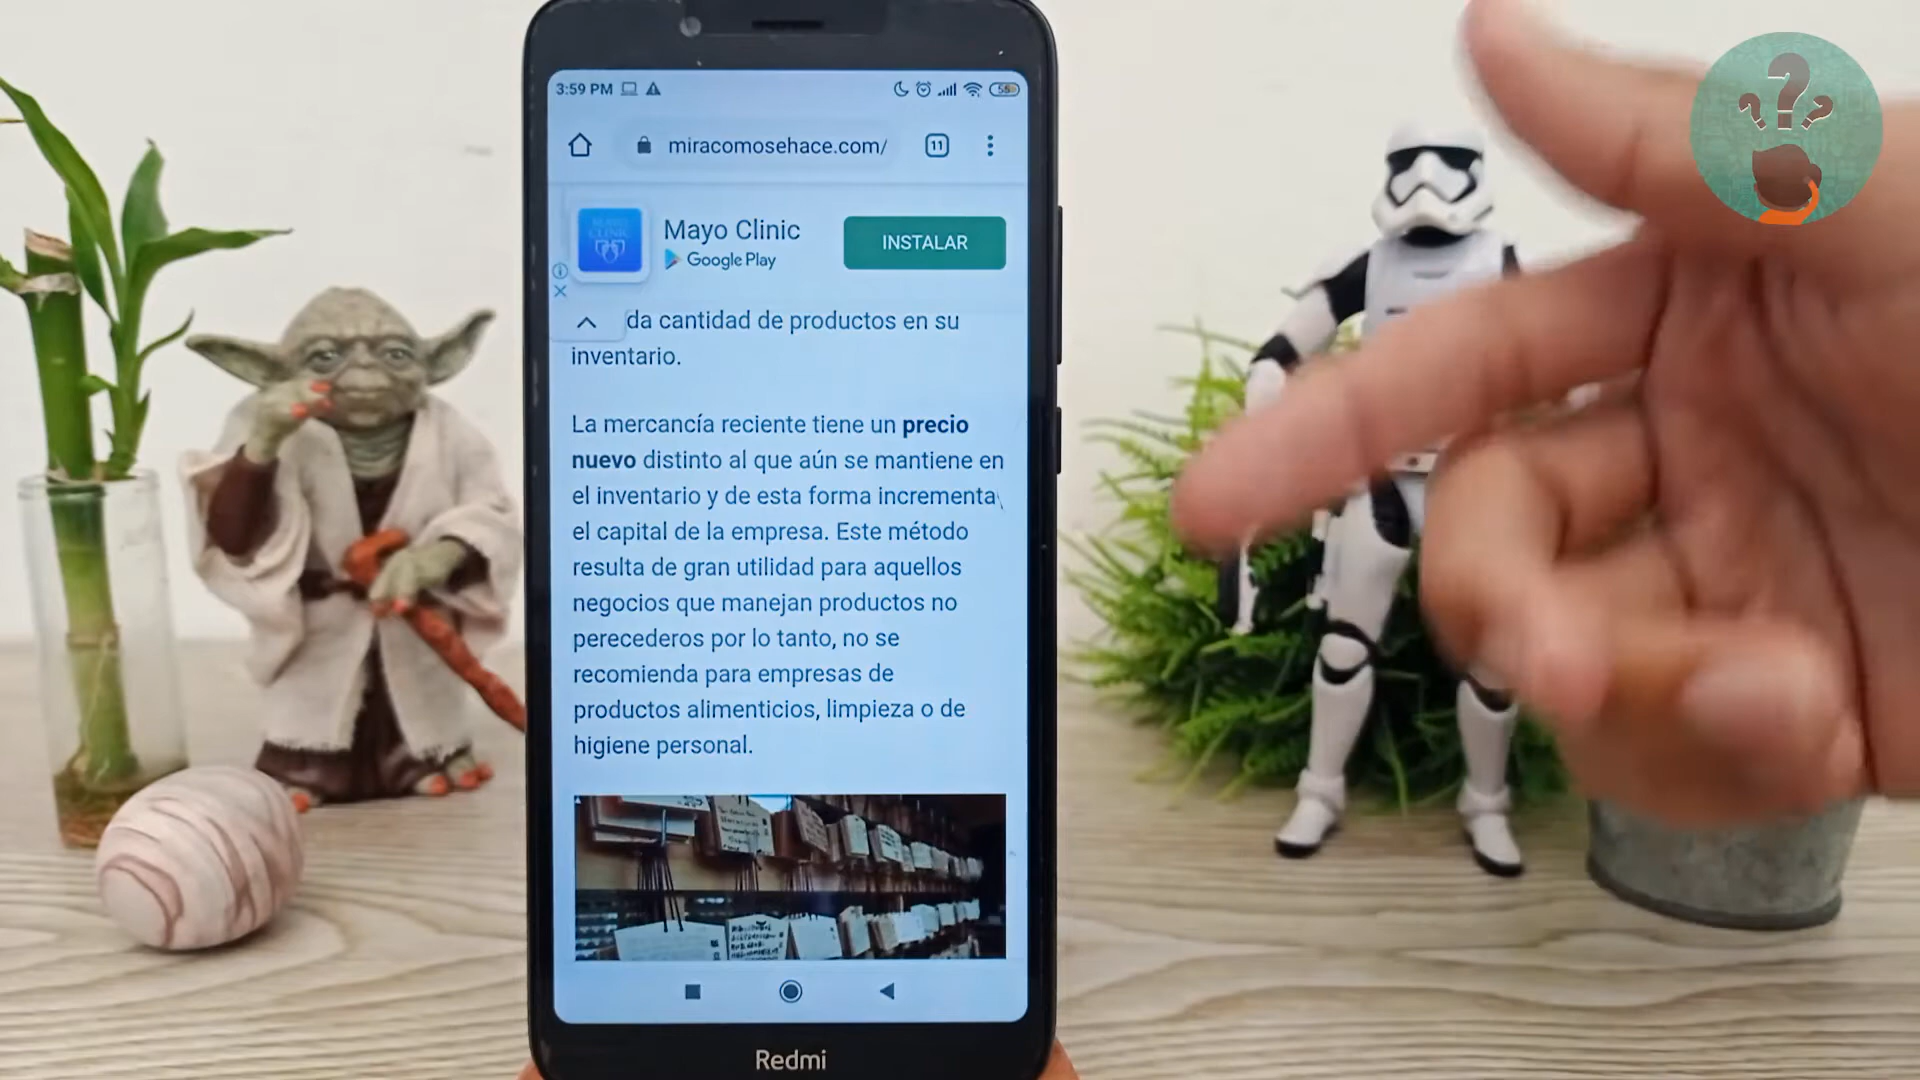 3:59 PM
55
miracomosehace.com/
11
Mayo Clinic
Google Play
INSTALAR
da cantidad de productos en su
inventario.
La mercancía reciente tiene un precio
nuevo distinto al que aún se mantiene en
el inventario y de esta forma incrementa
el capital de la empresa. Este método
resulta de gran utilidad para aquellos
negocios que manejan productos no
perecederos por lo tanto, no se
recomienda para empresas de
productos alimenticios, limpieza o de
higiene personal.
Redmi